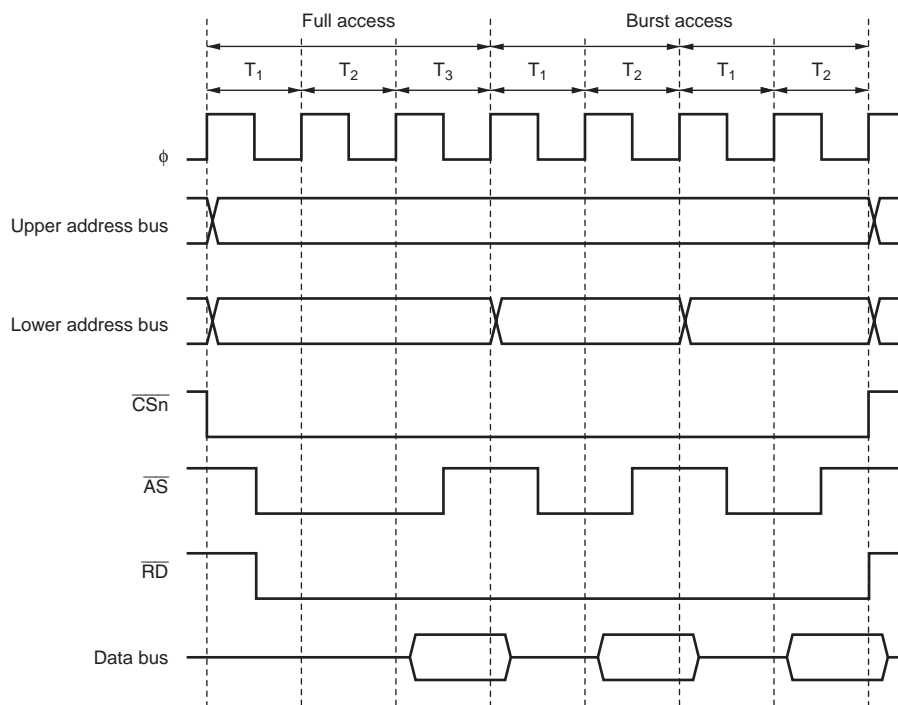 Full access Burst access
T1 T2 T3 T1 T2 T1 T2
ϕ
Upper address bus
Lower address bus
CSn
AS
RD
Data bus